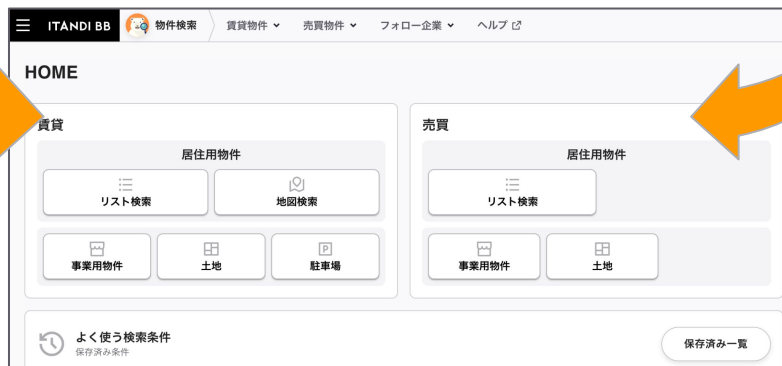 ITANDI BB 物件検索 賃貸物件 売買物件 フォロー企業 ヘルプ
HOME
賃貸
居住用物件
リスト検索 地図検索
事業用物件 土地 駐車場
売買
居住用物件
リスト検索
事業用物件 土地
よく使う検索条件
保存済み条件
保存済み一覧